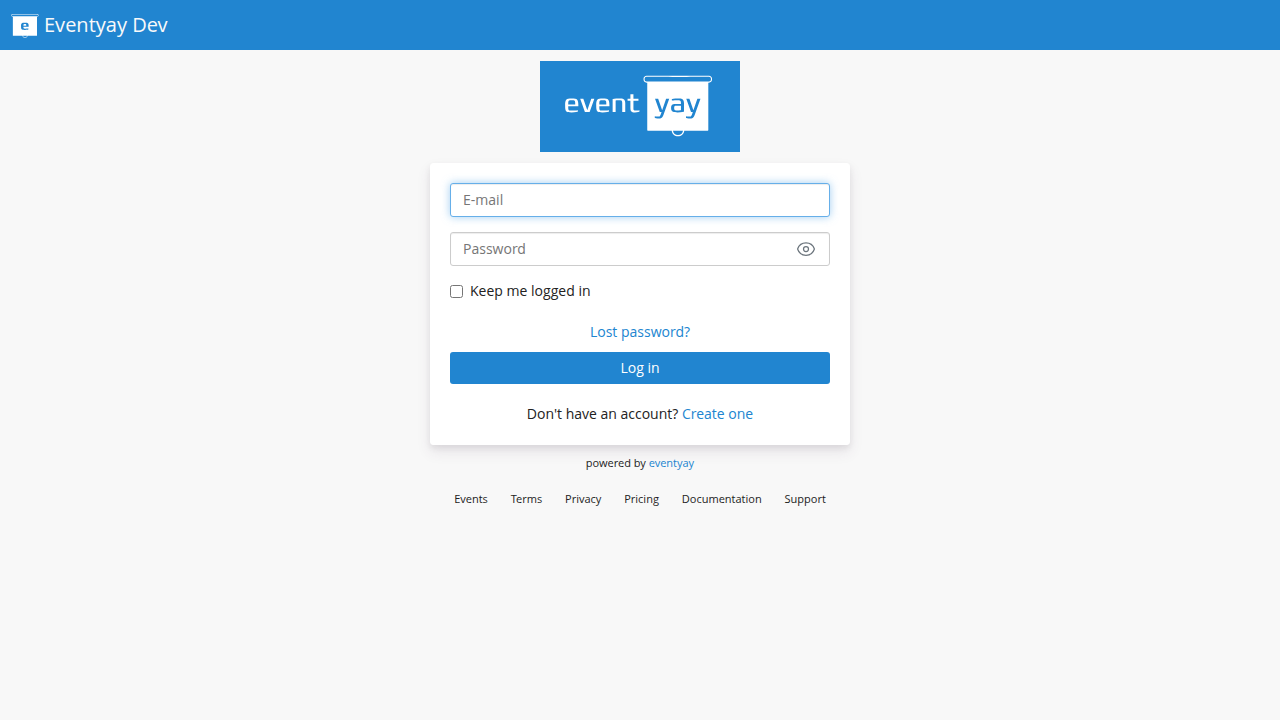 e Eventyay Dev
event yay
E-mail
Password
Keep me logged in
Lost password?
Log in
Don't have an account? Create one
powered by eventyay
Events Terms Privacy Pricing Documentation Support